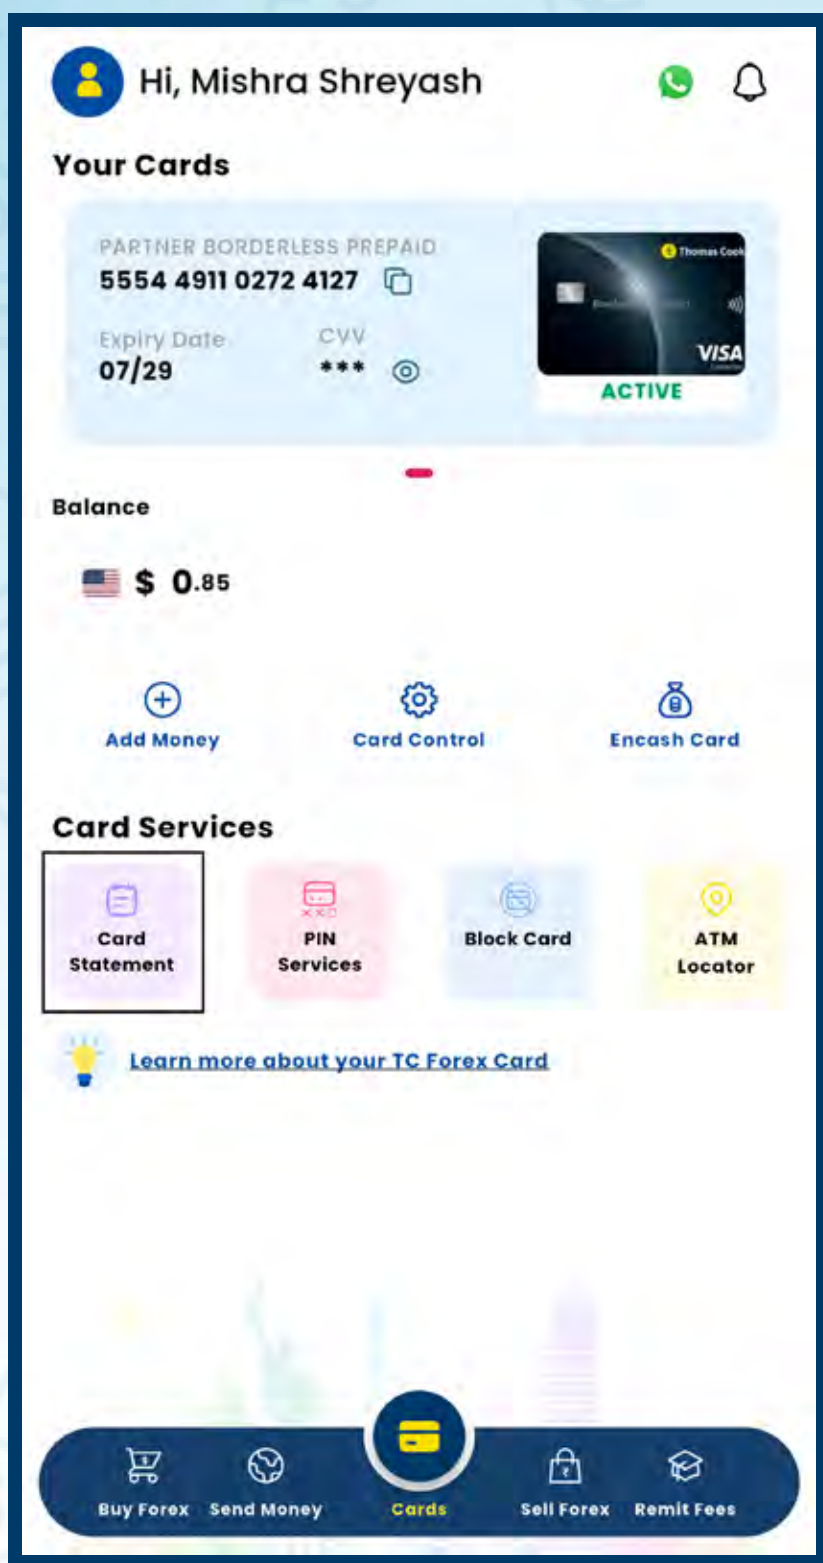 Hi, Mishra Shreyash
Your Cards
PARTNER BORDERLESS PREPAID
5554 4911 0272 4127
Expiry Date CVV
07/29 ***
Thomas Cook
VISA
ACTIVE
Balance
$ 0.85
Add Money Card Control Encash Card
Card Services
Card Statement
PIN Services
Block Card
ATM Locator
Learn more about your TC Forex Card
Buy Forex Send Money Cards Sell Forex Remit Fees